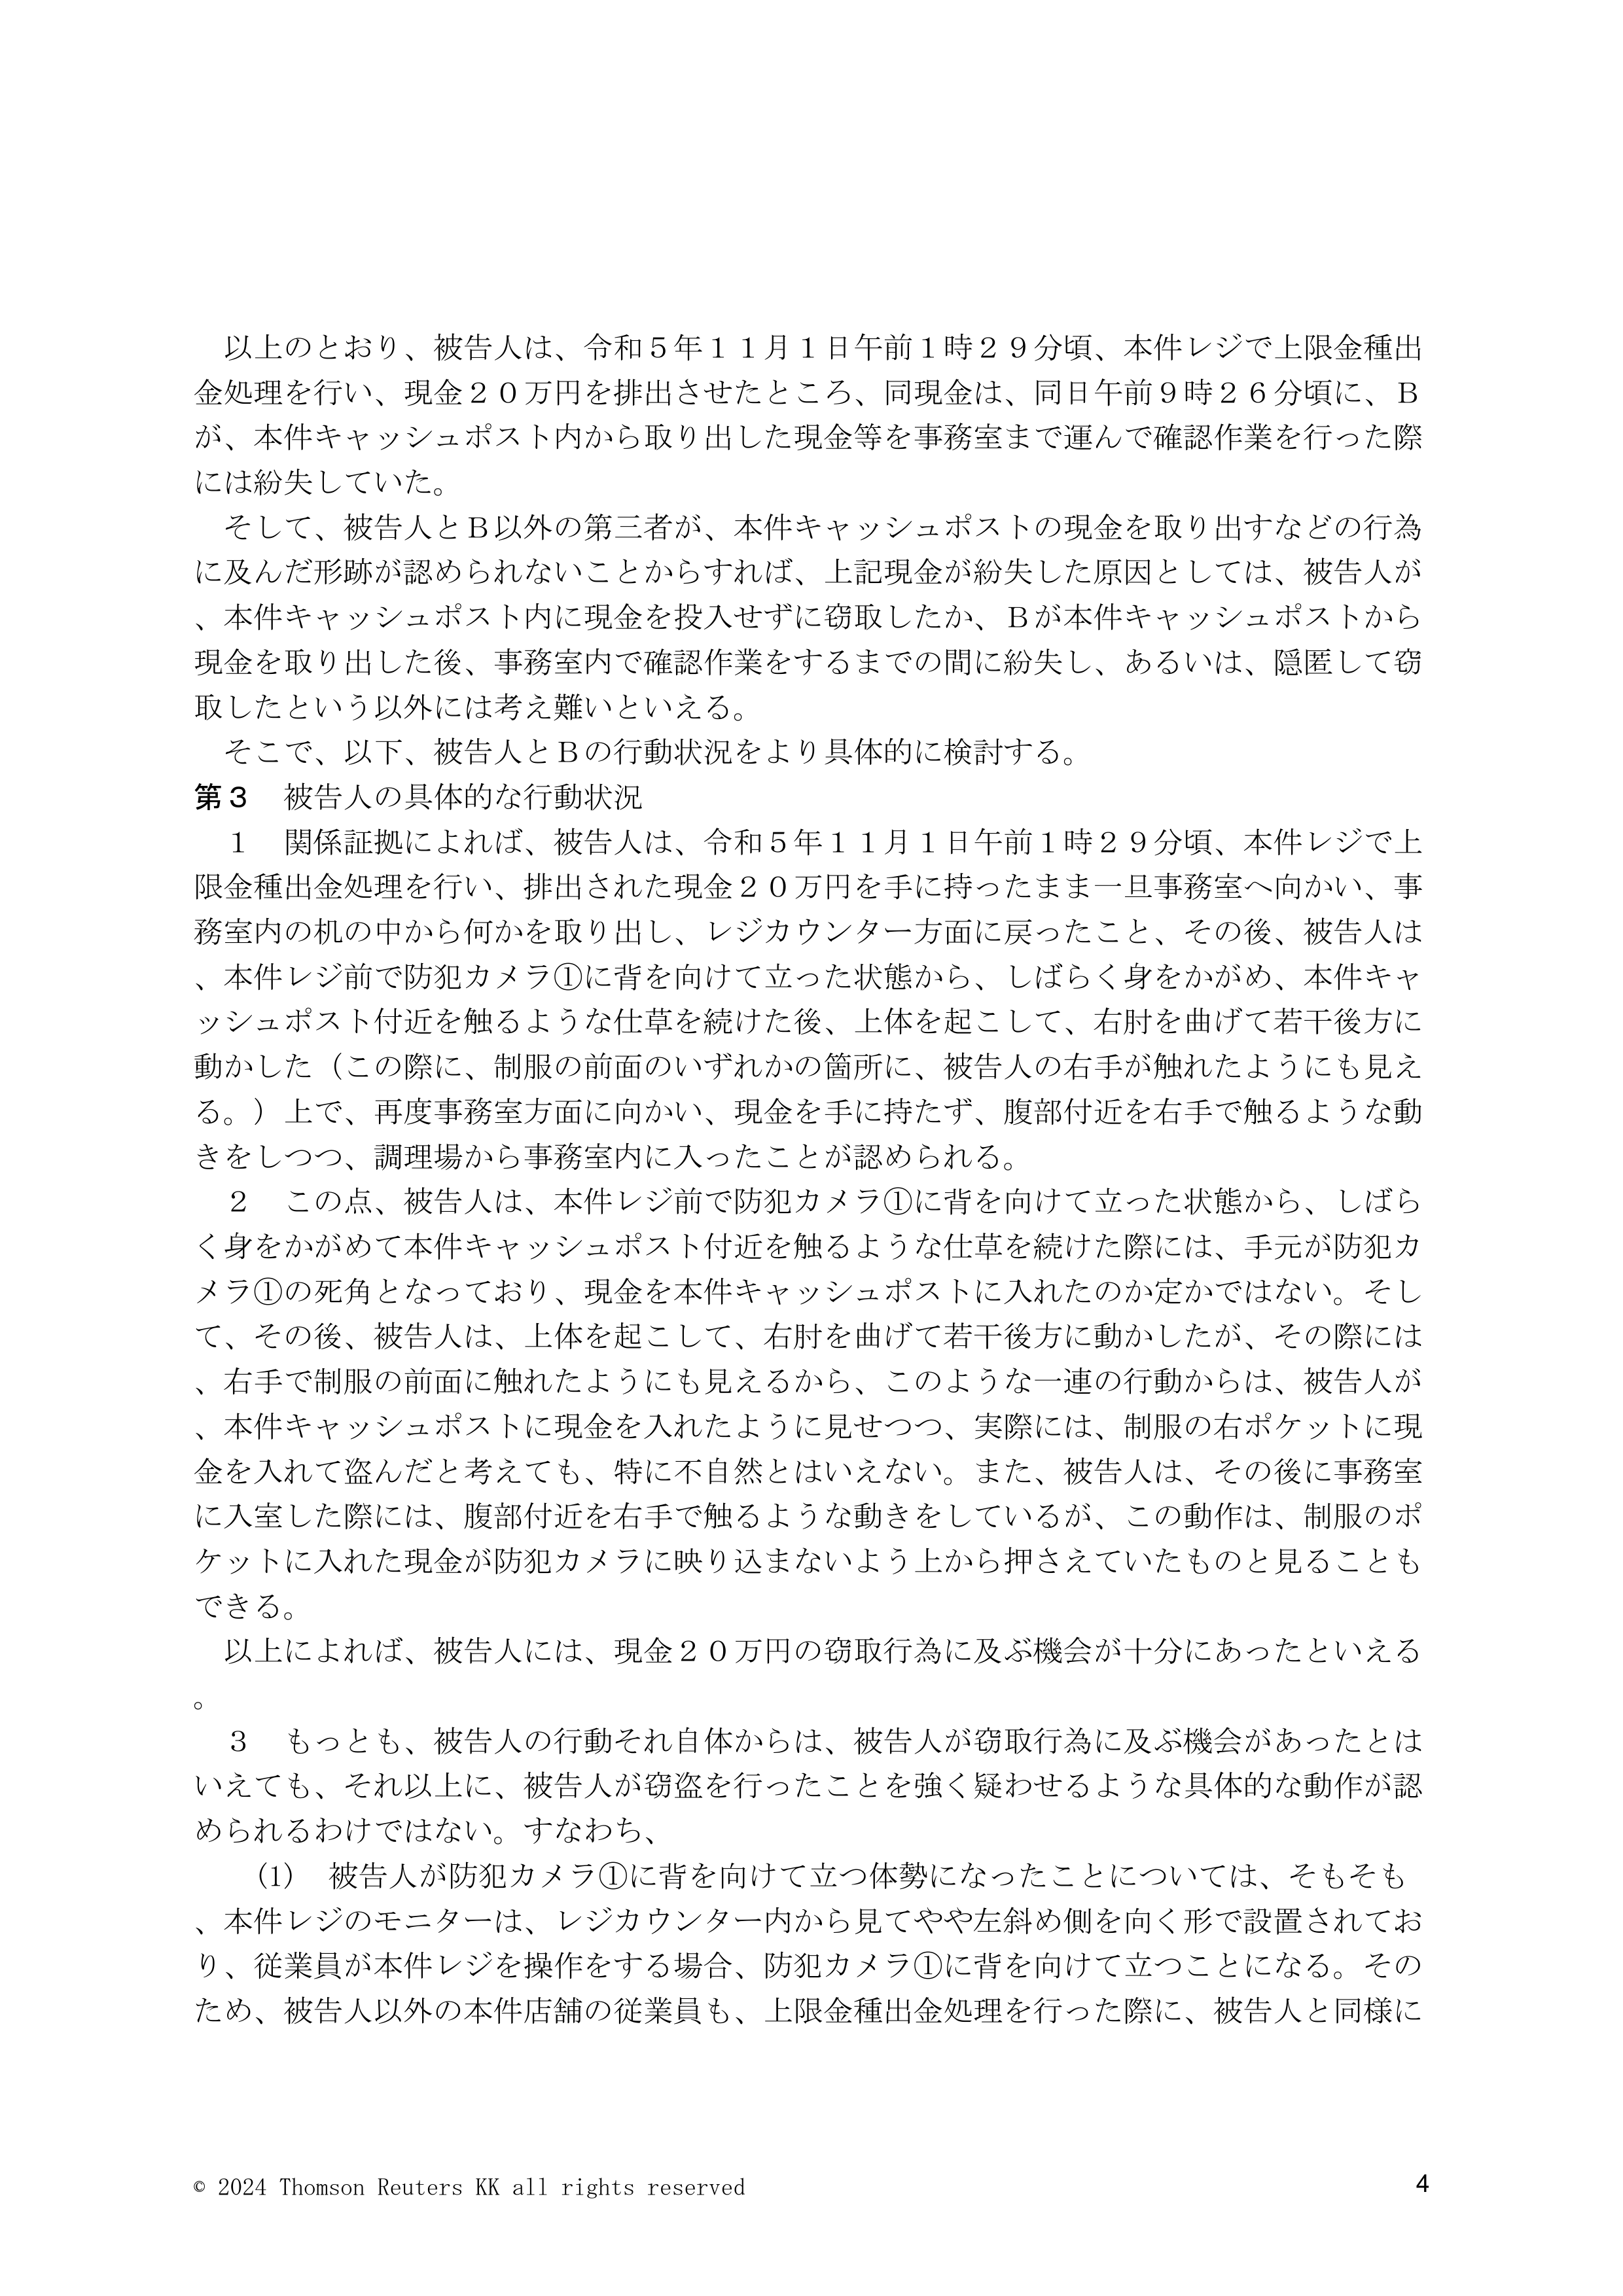 以上のとおり、被告人は、令和５年１１月１日午前１時２９分頃、本件レジで上限金種出
金処理を行い、現金２０万円を排出させたところ、同現金は、同日午前９時２６分頃に、Ｂ
が、本件キャッシュポスト内から取り出した現金等を事務室まで運んで確認作業を行った際
には紛失していた。
　そして、被告人とＢ以外の第三者が、本件キャッシュポストの現金を取り出すなどの行為
に及んだ形跡が認められないことからすれば、上記現金が紛失した原因としては、被告人が
、本件キャッシュポスト内に現金を投入せずに窃取したか、Ｂが本件キャッシュポストから
現金を取り出した後、事務室内で確認作業をするまでの間に紛失し、あるいは、隠匿して窃
取したという以外には考え難いといえる。
　そこで、以下、被告人とＢの行動状況をより具体的に検討する。
第３　被告人の具体的な行動状況
　１　関係証拠によれば、被告人は、令和５年１１月１日午前１時２９分頃、本件レジで上
限金種出金処理を行い、排出された現金２０万円を手に持ったまま一旦事務室へ向かい、事
務室内の机の中から何かを取り出し、レジカウンター方面に戻ったこと、その後、被告人は
、本件レジ前で防犯カメラ①に背を向けて立った状態から、しばらく身をかがめ、本件キャ
ッシュポスト付近を触るような仕草を続けた後、上体を起こして、右肘を曲げて若干後方に
動かした（この際に、制服の前面のいずれかの箇所に、被告人の右手が触れたようにも見え
る。）上で、再度事務室方面に向かい、現金を手に持たず、腹部付近を右手で触るような動
きをしつつ、調理場から事務室内に入ったことが認められる。
　２　この点、被告人は、本件レジ前で防犯カメラ①に背を向けて立った状態から、しばら
く身をかがめて本件キャッシュポスト付近を触るような仕草を続けた際には、手元が防犯カ
メラ①の死角となっており、現金を本件キャッシュポストに入れたのか定かではない。そし
て、その後、被告人は、上体を起こして、右肘を曲げて若干後方に動かしたが、その際には
、右手で制服の前面に触れたようにも見えるから、このような一連の行動からは、被告人が
、本件キャッシュポストに現金を入れたように見せつつ、実際には、制服の右ポケットに現
金を入れて盗んだと考えても、特に不自然とはいえない。また、被告人は、その後に事務室
に入室した際には、腹部付近を右手で触るような動きをしているが、この動作は、制服のポ
ケットに入れた現金が防犯カメラに映り込まないよう上から押さえていたものと見ることも
できる。
　以上によれば、被告人には、現金２０万円の窃取行為に及ぶ機会が十分にあったといえる
。
　３　もっとも、被告人の行動それ自体からは、被告人が窃取行為に及ぶ機会があったとは
いえても、それ以上に、被告人が窃盗を行ったことを強く疑わせるような具体的な動作が認
められるわけではない。すなわち、
　　(1)　被告人が防犯カメラ①に背を向けて立つ体勢になったことについては、そもそも
、本件レジのモニターは、レジカウンター内から見てやや左斜め側を向く形で設置されてお
り、従業員が本件レジを操作をする場合、防犯カメラ①に背を向けて立つことになる。その
ため、被告人以外の本件店舗の従業員も、上限金種出金処理を行った際に、被告人と同様に
© 2024 Thomson Reuters KK all rights reserved
4